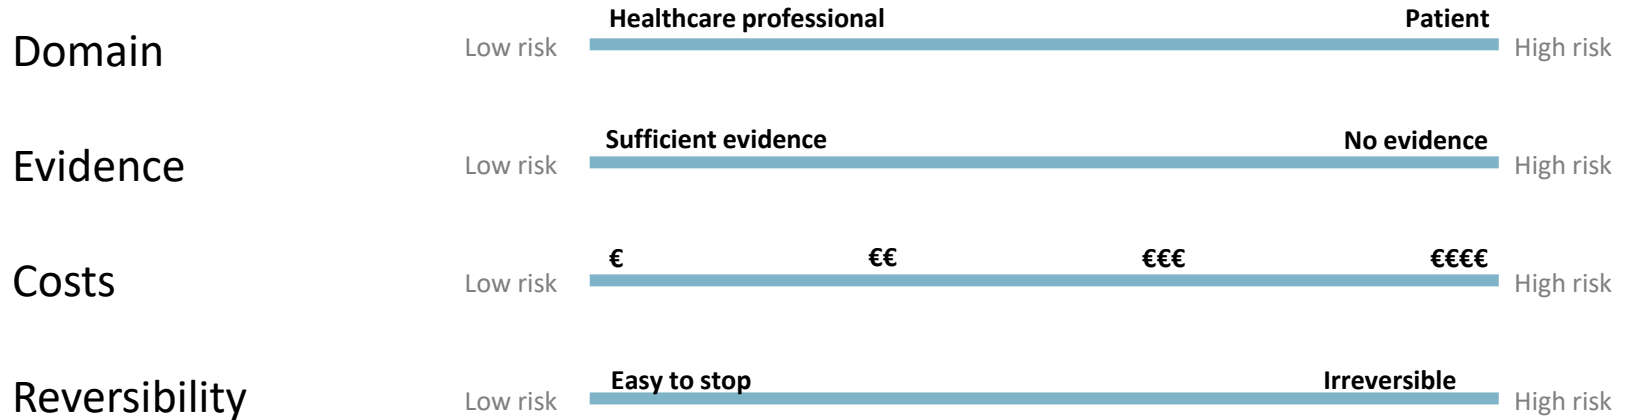 Healthcare professional Patient
Domain Low risk High risk
Sufficient evidence No evidence
Evidence Low risk High risk
€ €€ €€€ €€€€
Costs Low risk High risk
Easy to stop Irreversible
Reversibility Low risk High risk